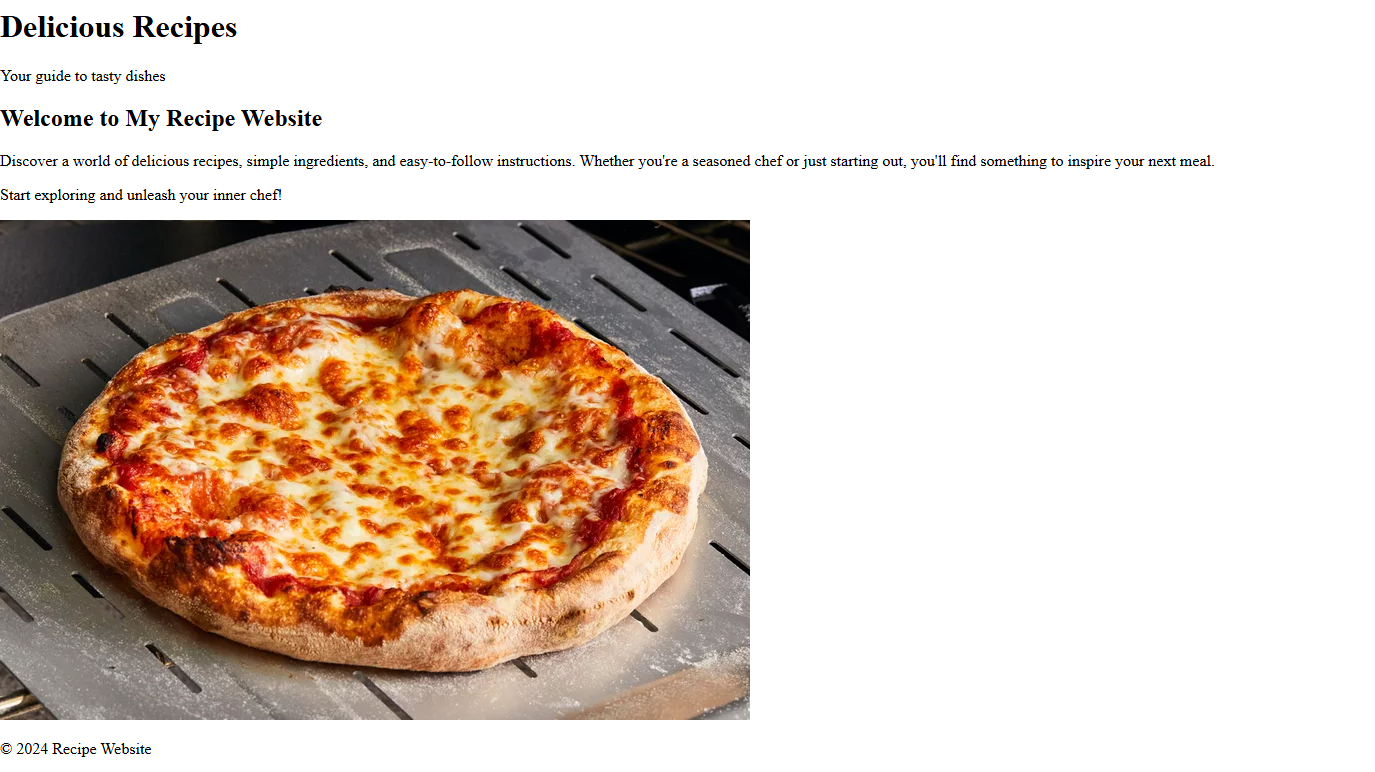 Delicious Recipes
Your guide to tasty dishes
Welcome to My Recipe Website
Discover a world of delicious recipes, simple ingredients, and easy-to-follow instructions. Whether you're a seasoned chef or just starting out, you'll find something to inspire your next meal.
Start exploring and unleash your inner chef!
© 2024 Recipe Website